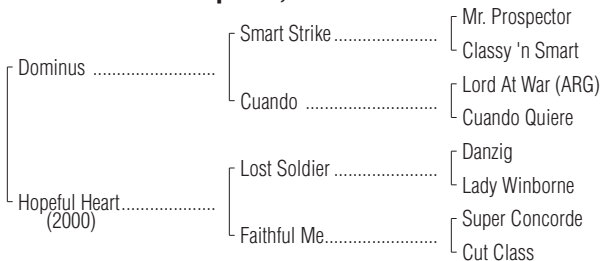 Mr. Prospector
Smart Strike ........................
Classy 'n Smart
Dominus ............................
Lord At War (ARG)
Cuando ..............................
Cuando Quiere
Danzig
Lost Soldier ........................
Lady Winborne
Hopeful Heart......................
(2000)
Super Concorde
Faithful Me..........................
Cut Class